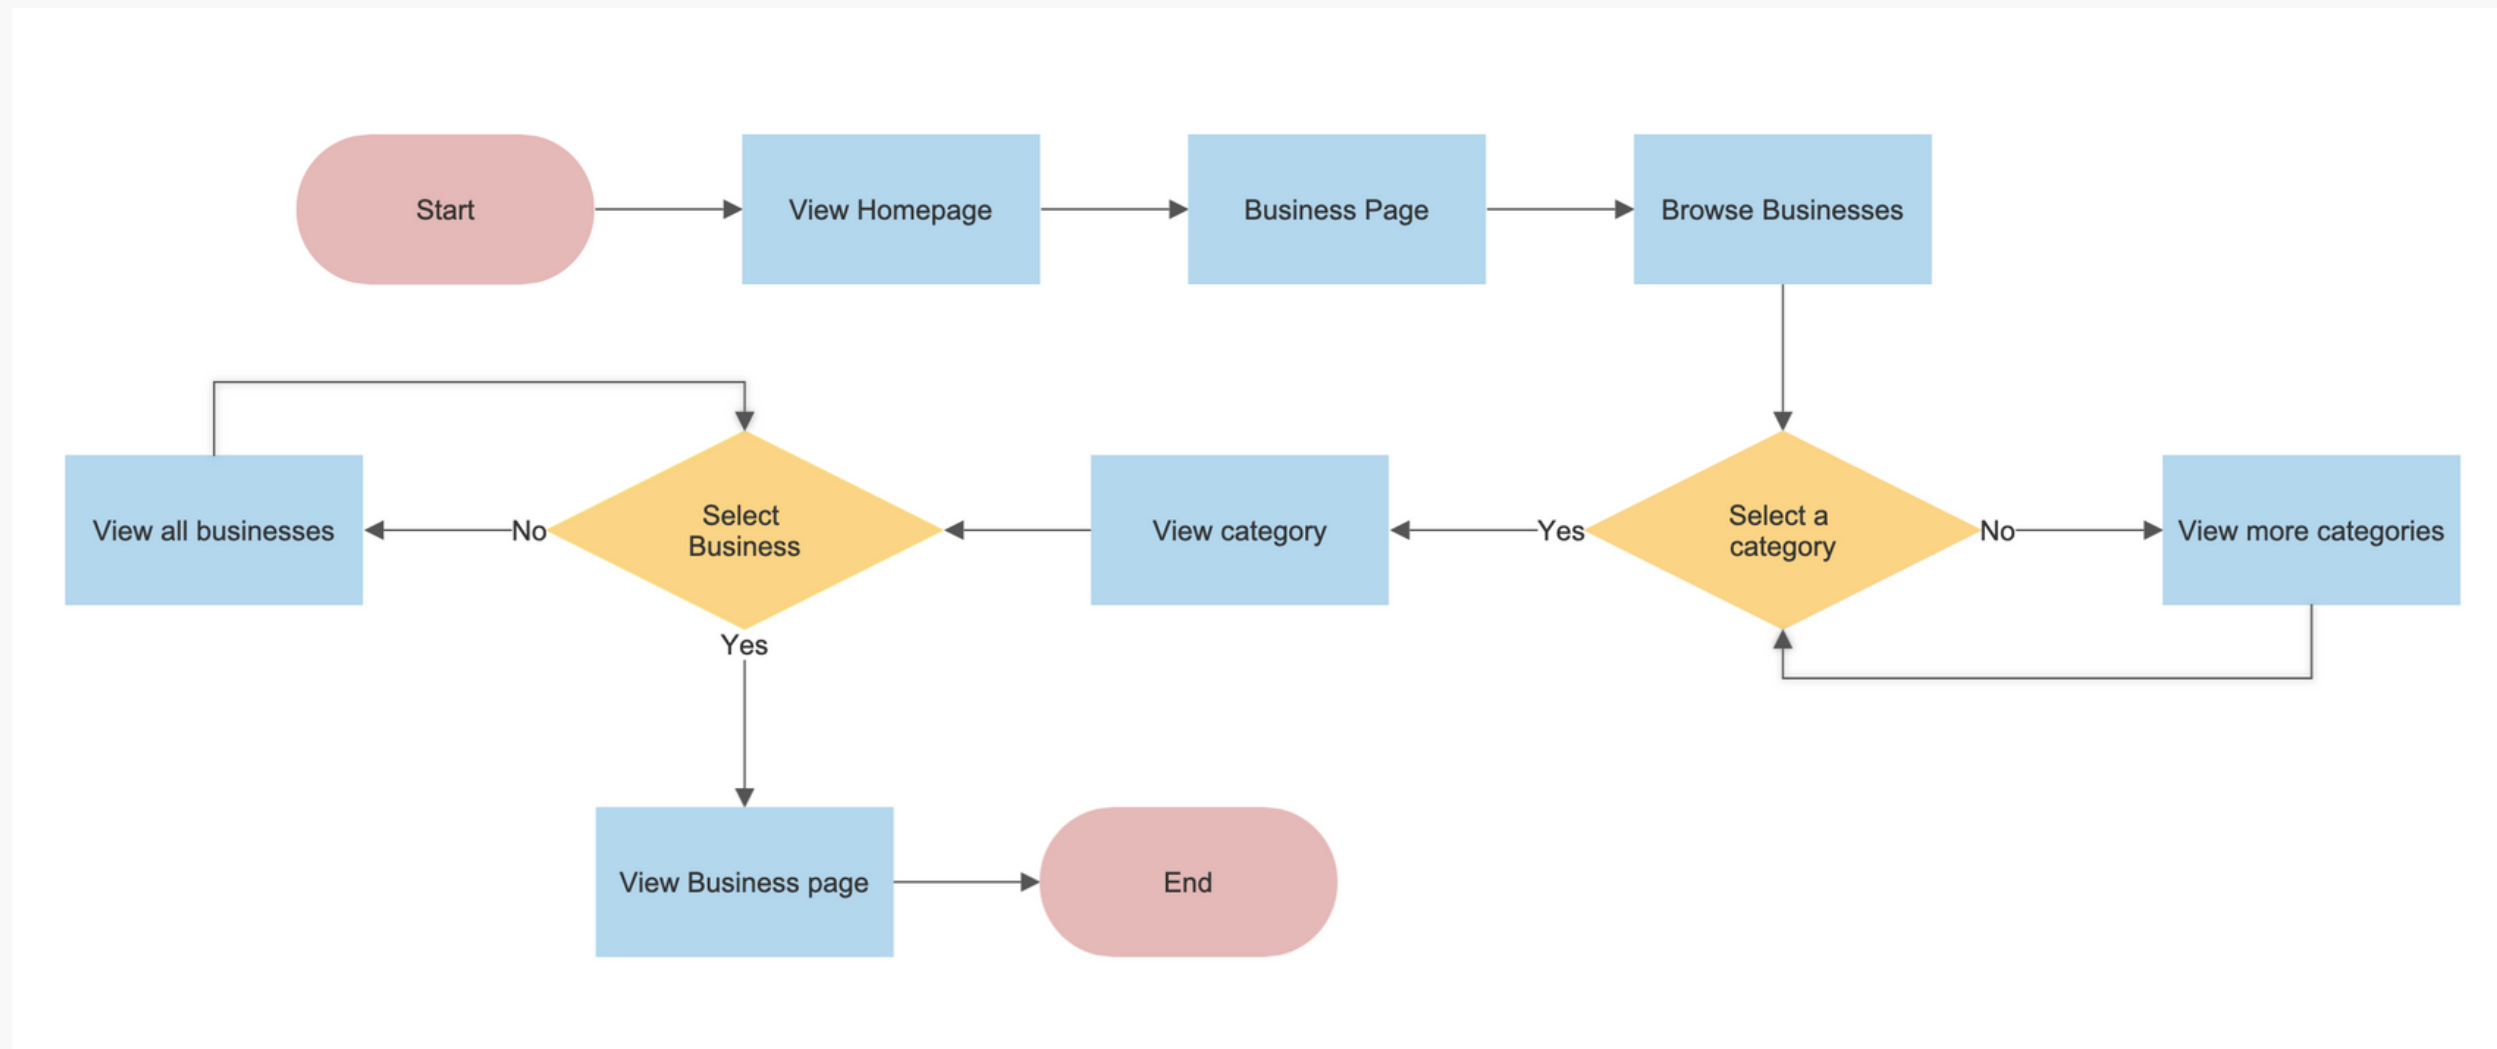 Start
View Homepage
Business Page
Browse Businesses
View all businesses
No
Select
Business
Yes
View category
Yes
Select a
category
No
View more categories
View Business page
End